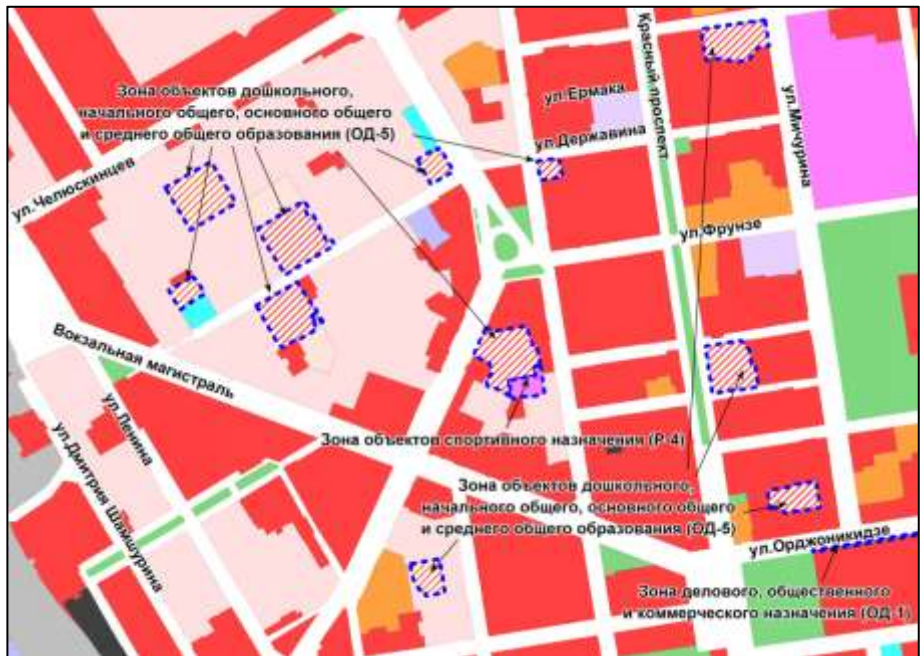 Зона объектов дошкольного,
начального общего, основного общего
и среднего общего образования (ОД-5)
ул.Ермака
ул.Державина
Красный проспект
ул.Мичурина
ул.Челюскинцев
ул.Фрунзе
Вокзальная магистраль
ул.Ленина
ул.Дмитрия Шамшурина
Зона объектов спортивного назначения (Р-4)
Зона объектов дошкольного,
начального общего, основного общего
и среднего общего образования (ОД-5)
ул.Орджоникидзе
Зона делового, общественного
и коммерческого назначения (ОД-1)